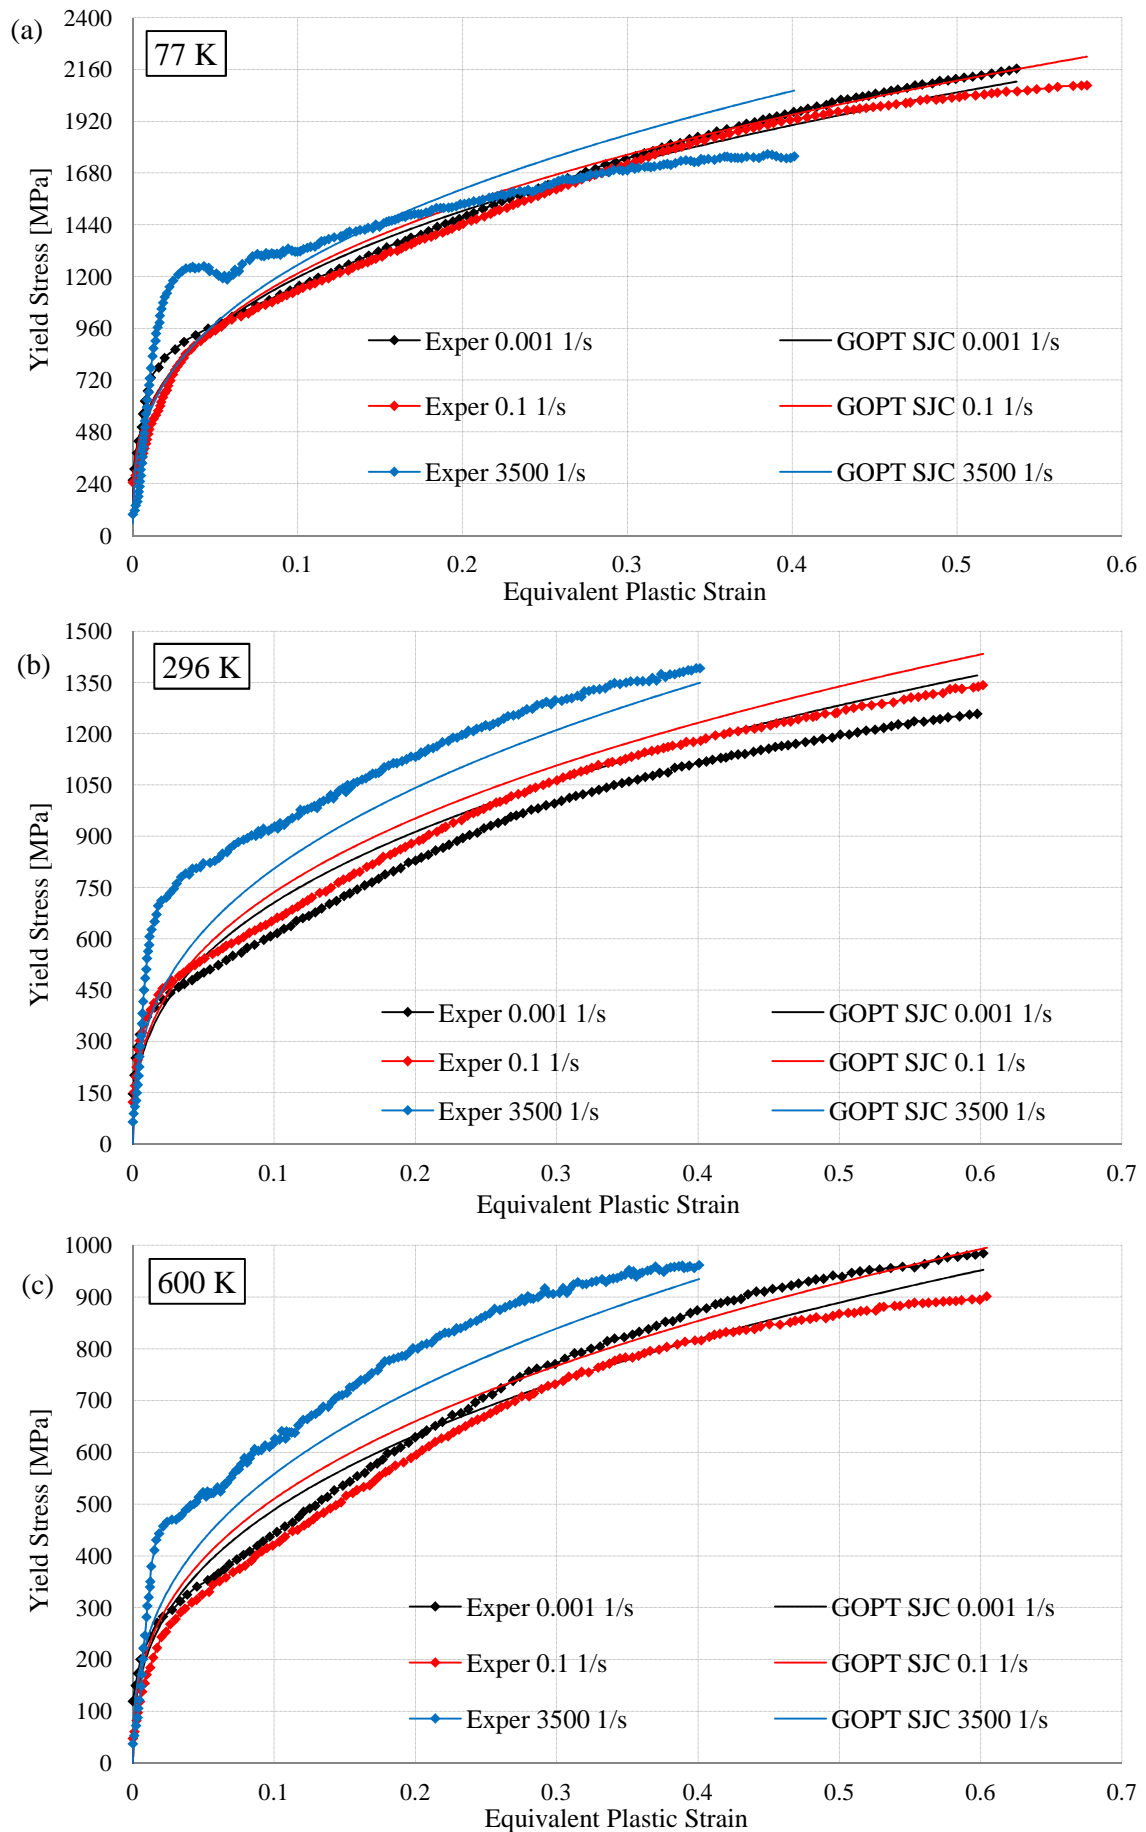 (a)
77 K
Yield Stress [MPa]
2400
2160
1920
1680
1440
1200
960
720
480
240
0
Exper 0.001 1/s GOPT SJC 0.001 1/s
Exper 0.1 1/s GOPT SJC 0.1 1/s
Exper 3500 1/s GOPT SJC 3500 1/s
0 0.1 0.2 0.3 0.4 0.5 0.6
Equivalent Plastic Strain
(b)
296 K
Yield Stress [MPa]
1500
1350
1200
1050
900
750
600
450
300
150
0
Exper 0.001 1/s GOPT SJC 0.001 1/s
Exper 0.1 1/s GOPT SJC 0.1 1/s
Exper 3500 1/s GOPT SJC 3500 1/s
0 0.1 0.2 0.3 0.4 0.5 0.6 0.7
Equivalent Plastic Strain
(c)
600 K
Yield Stress [MPa]
1000
900
800
700
600
500
400
300
200
100
0
Exper 0.001 1/s GOPT SJC 0.001 1/s
Exper 0.1 1/s GOPT SJC 0.1 1/s
Exper 3500 1/s GOPT SJC 3500 1/s
0 0.1 0.2 0.3 0.4 0.5 0.6 0.7
Equivalent Plastic Strain